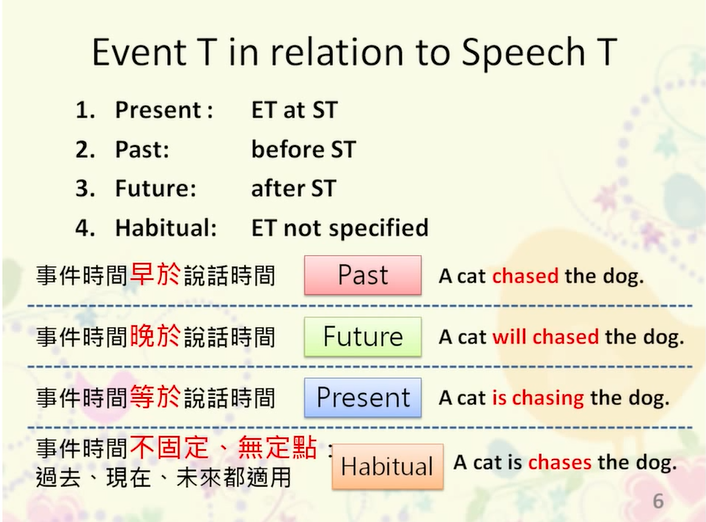 Event T in relation to Speech T
1. Present : ET at ST
2. Past: before ST
3. Future: after ST
4. Habitual: ET not specified
事件時間早於說話時間 Past A cat chased the dog.
事件時間晚於說話時間 Future A cat will chased the dog.
事件時間等於說話時間 Present A cat is chasing the dog.
事件時間不固定、無定點：
過去、現在、未來都適用 Habitual A cat is chases the dog.
6